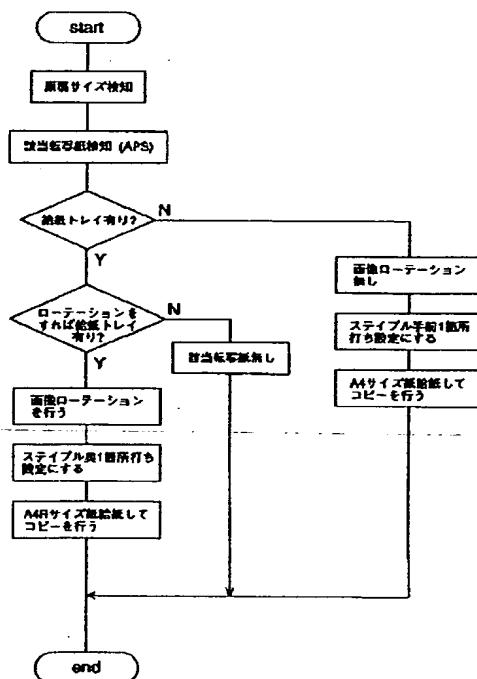 start
原稿サイズ検知
該当転写紙検知 (APS)
給紙トレイ有り?
N
Y
画像ローテーション
無し
ローテーションを
すれば給紙トレイ
有り?
N
Y
ステイプル手前1箇所
打ち設定にする
該当転写紙無し
A4サイズ紙給紙して
コピーを行う
画像ローテーション
を行う
ステイプル奥1箇所打ち
設定にする
A4Rサイズ紙給紙して
コピーを行う
end